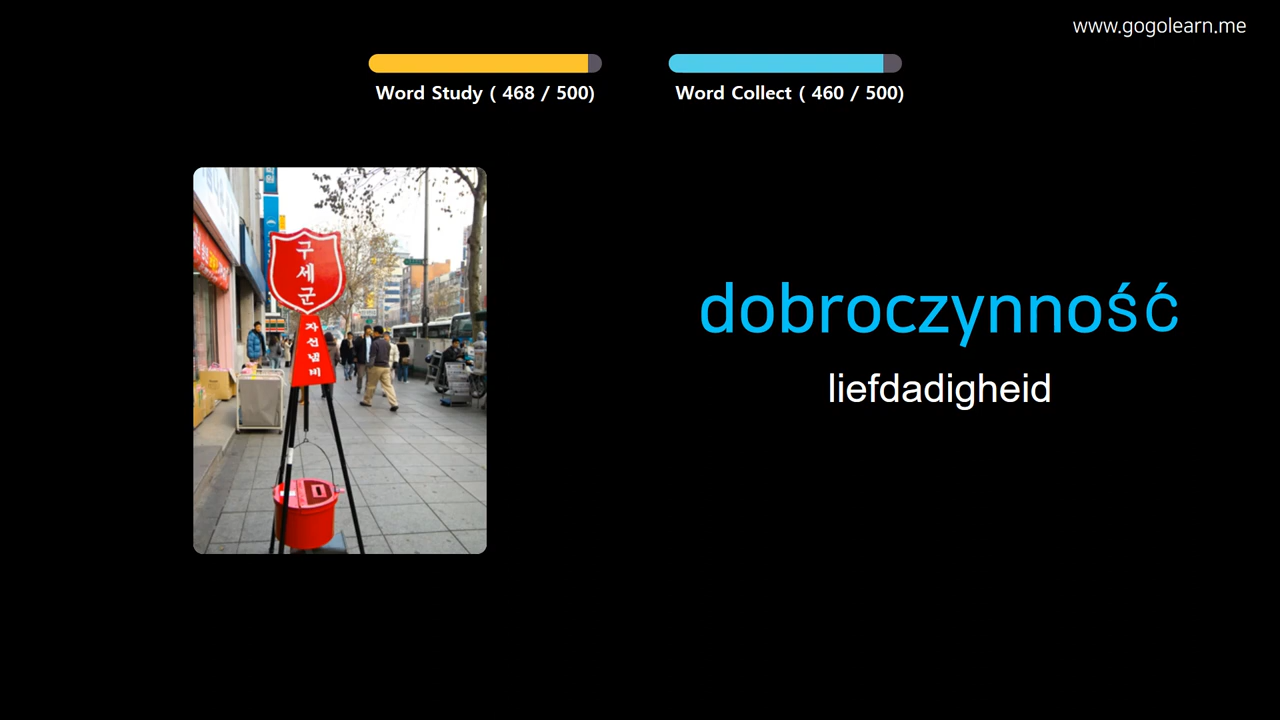 www.gogolearn.me
Word Study ( 468 / 500)
Word Collect ( 460 / 500)
구세군
자선냄비
dobroczynność
liefdadigheid